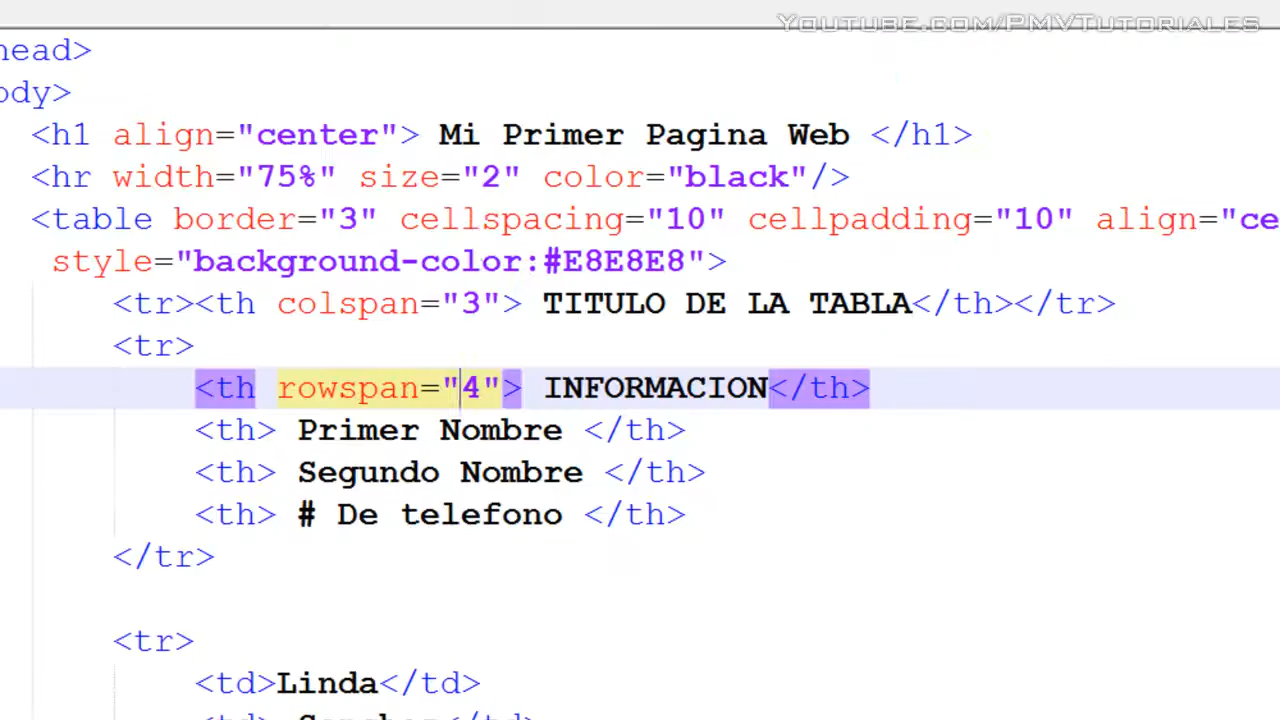 Youtube.com/PMVTutoriales
head>
ody>
<h1 align="center"> Mi Primer Pagina Web </h1>
<hr width="75%" size="2" color="black"/>
<table border="3" cellspacing="10" cellpadding="10" align="ce
style="background-color:#E8E8E8">
<tr><th colspan="3"> TITULO DE LA TABLA</th></tr>
<tr>
<th rowspan="4"> INFORMACION</th>
<th> Primer Nombre </th>
<th> Segundo Nombre </th>
<th> # De telefono </th>
</tr>
<tr>
<td>Linda</td>